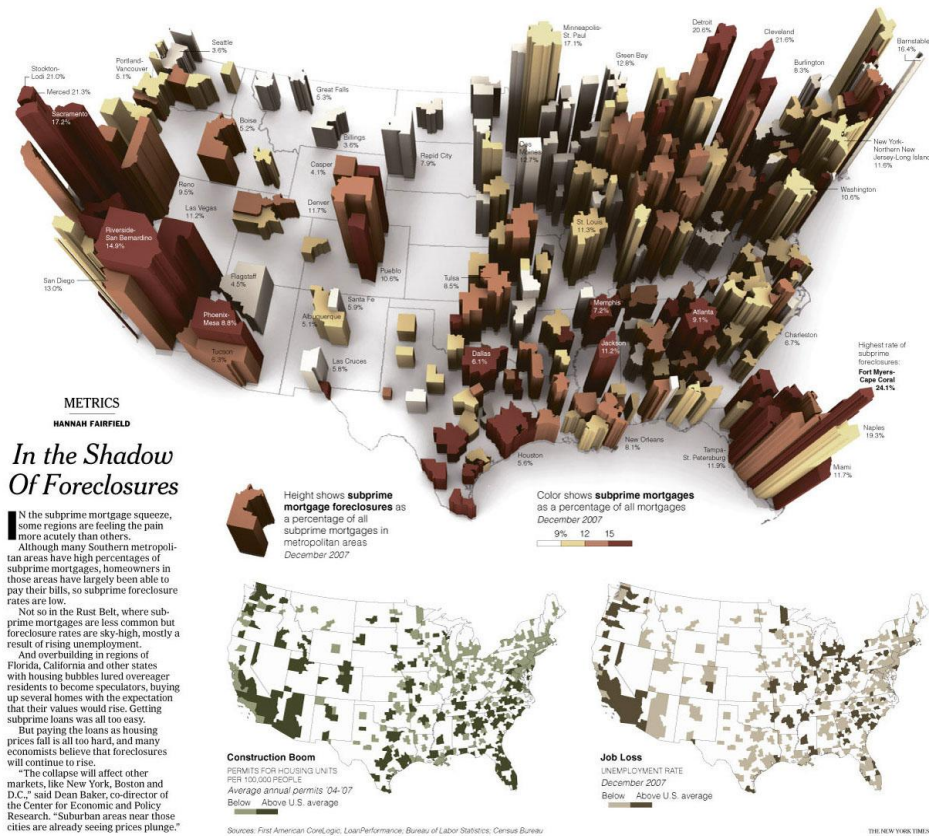 Seattle
3.6%
Portland-
Vancouver
5.1%
Stockton-
Lodi 21.0%
Merced 21.3%
Sacramento
17.2%
Great Falls
5.3%
Boise
5.2%
Billings
3.6%
Rapid City
7.9%
Casper
4.1%
Reno
9.5%
Las Vegas
11.2%
Denver
11.7%
Riverside-
San Bernardino
14.9%
San Diego
13.0%
Flagstaff
4.5%
Pueblo
10.6%
Santa Fe
5.9%
Albuquerque
5.1%
Phoenix-
Mesa 8.8%
Tucson
5.3%
Las Cruces
5.8%
Minneapolis-
St. Paul
17.1%
Green Bay
12.8%
Detroit
20.6%
Cleveland
21.6%
Burlington
8.3%
Barnstable
16.4%
Des
Moines
12.7%
New York-
Northern New
Jersey-Long Island
11.6%
Washington
10.6%
St. Louis
11.3%
Tulsa
8.5%
Memphis
7.2%
Atlanta
9.1%
Jackson
11.2%
Dallas
6.1%
Charleston
6.7%
Houston
5.6%
New Orleans
8.1%
Tampa-
St. Petersburg
11.9%
Highest rate of
subprime
foreclosures:
Fort Myers-
Cape Coral
24.1%
Naples
19.3%
Miami
11.7%
METRICS
HANNAH FAIRFIELD
In the Shadow
Of Foreclosures
IN the subprime mortgage squeeze,
some regions are feeling the pain
more acutely than others.
Although many Southern metropoli-
tan areas have high percentages of
subprime mortgages, homeowners in
those areas have largely been able to
pay their bills, so subprime foreclosure
rates are low.
Not so in the Rust Belt, where sub-
prime mortgages are less common but
foreclosure rates are sky-high, mostly a
result of rising unemployment.
And overbuilding in regions of
Florida, California and other states
with housing bubbles lured overeager
residents to become speculators, buying
up several homes with the expectation
that their values would rise. Getting
subprime loans was all too easy.
But paying the loans as housing
prices fall is all too hard, and many
economists believe that foreclosures
will continue to rise.
"The collapse will affect other
markets, like New York, Boston and
D.C.," said Dean Baker, co-director of
the Center for Economic and Policy
Research. "Suburban areas near those
cities are already seeing prices plunge."
Height shows subprime
mortgage foreclosures as
a percentage of all
subprime mortgages in
metropolitan areas
December 2007
Color shows subprime mortgages
as a percentage of all mortgages
December 2007
9% 12 15
Construction Boom
PERMITS FOR HOUSING UNITS
PER 100,000 PEOPLE
Average annual permits '04-'07
Below Above U.S. average
Job Loss
UNEMPLOYMENT RATE
December 2007
Below Above U.S. average
Sources: First American CoreLogic, LoanPerformance; Bureau of Labor Statistics; Census Bureau
THE NEW YORK TIMES